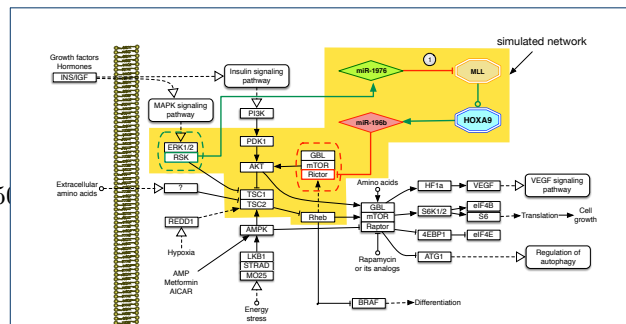 simulated network
Growth factors
Hormones
INS/IGF
Insulin signaling
pathway
miR-1976
5
MLL
MAPK signaling
pathway
PI3K
HOXA9
miR-196b
ERK1/2
RSK
PDK1
GBL
mTOR
Rictor
AKT
Extracellular
amino acids
?
TSC1
TSC2
Amino acids
GBL
mTOR
Raptor
HF1a
VEGF
VEGF signaling
pathway
S6K1/2
eIF4B
S6
Translation
Cell
growth
REDD1
Rheb
AMPK
4EBP1
eIF4E
Hypoxia
LKB1
STRAD
MO25
Rapamycin
or its analogs
ATG1
Regulation of
autophagy
AMP
Metformin
AICAR
Energy
stress
BRAF
Differentiation